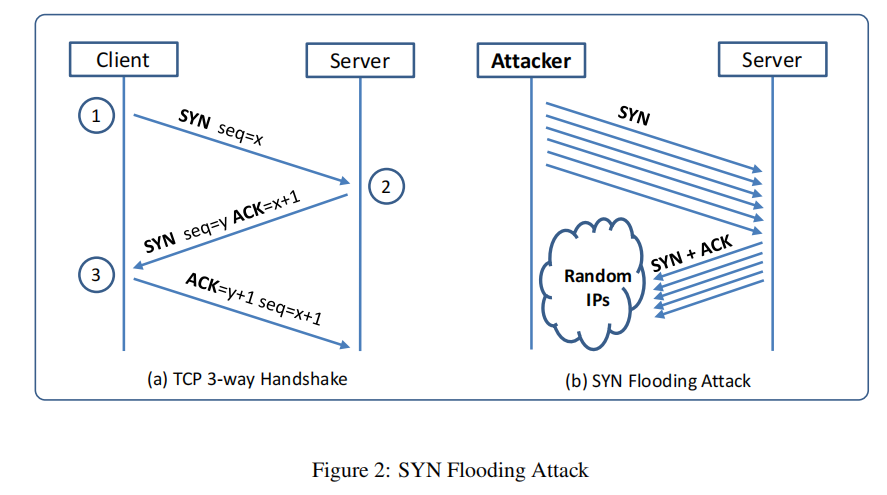 Client
Server
1
SYN seq=x
2
SYN seq=y ACK=x+1
3
ACK=y+1 seq=x+1
(a) TCP 3-way Handshake
Attacker
Server
SYN
SYN + ACK
Random
IPs
(b) SYN Flooding Attack
Figure 2: SYN Flooding Attack